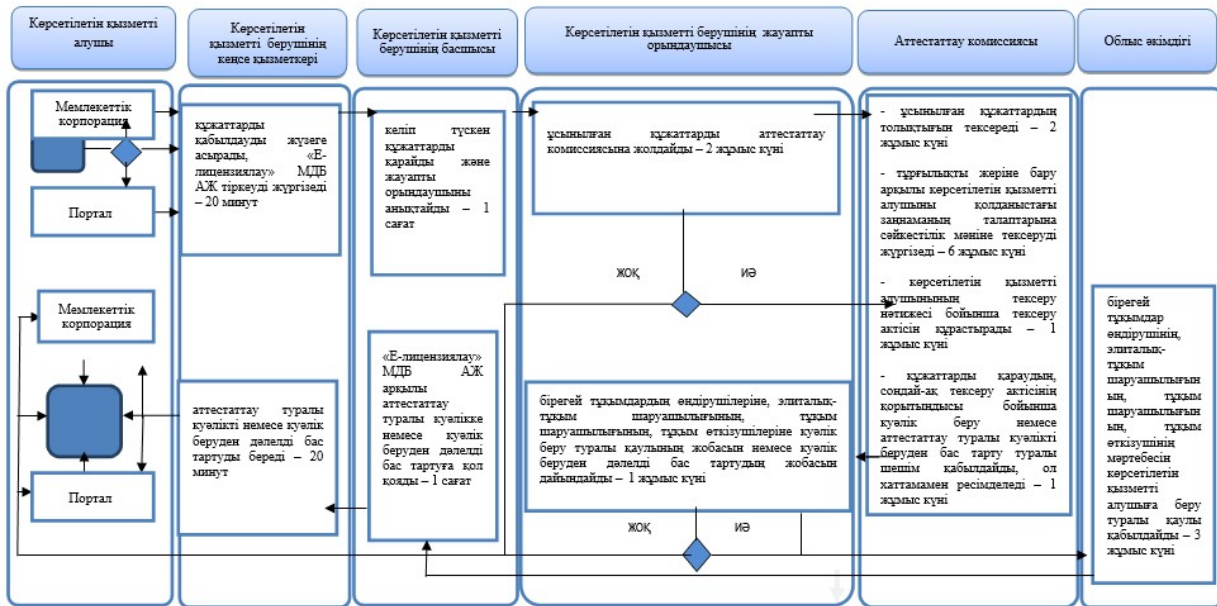 Көрсетілетін қызметті
алушы
Көрсетілетін
қызметті берушінің
кеңсе қызметкері
Көрсетілетін қызметті
берушінің басшысы
Көрсетілетін қызметті берушінің жауапты
орындаушысы
Аттестаттау комиссиясы
Облыс әкімдігі
Мемлекеттік
корпорация
Портал
құжаттарды
қабылдауды жүзеге
асырады, «Е-
лицензиялау» МДБ
АЖ тіркеуді жүргізеді
– 20 минут
келіп түскен
құжаттарды
қарайды және
жауапты
орындаушыны
анықтайды – 1
сағат
ұсынылған құжаттарды аттестаттау
комиссиясына жолдайды – 2 жұмыс күні
жоқ
иә
- ұсынылған құжаттардың
толықтығын тексереді – 2
жұмыс күні
- тұрғылықты жеріне бару
арқылы көрсетілетін қызметті
алушыны қолданыстағы
заңнаманың талаптарына
сәйкестілік мәніне тексеруді
жүргізеді – 6 жұмыс күні
- көрсетілетін қызметті
алушынының тексеру
нәтижесі бойынша тексеру
актісін құрастырады – 1
жұмыс күні
- құжаттарды қараудың,
сондай-ақ тексеру актісінің
қорытындысы бойынша
куәлік беру немесе
аттестаттау туралы куәлікті
беруден бас тарту туралы
шешім қабылдайды, ол
хаттамамен ресімделеді – 1
жұмыс күні
Мемлекеттік
корпорация
Портал
аттестаттау туралы
куәлікті немесе куәлік
беруден дәлелді бас
тартуды береді – 20
минут
«Е-лицензиялау»
МДБ АЖ
арқылы
аттестаттау
туралы куәлікке
немесе куәлік
беруден дәлелді
бас тартуға қол
қояды – 1 сағат
бірегей тұқымдардың өндірушілеріне, элиталық-
тұқым шаруашылығының, тұқым
шаруашылығының, тұқым өткізушілеріне куәлік
беру туралы қаулының жобасын немесе куәлік
беруден дәлелді бас тартудың жобасын
дайындайды – 1 жұмыс күні
жоқ
иә
бірегей
тұқымдар
өндірушінің,
элиталық-
тұқым
шаруашылығын
ың, тұқым
шаруашылығын
ың, тұқым
өткізушінің
мәртебесін
көрсетілетін
қызметті
алушыға беру
туралы қаулы
қабылдайды – 3
жұмыс күні